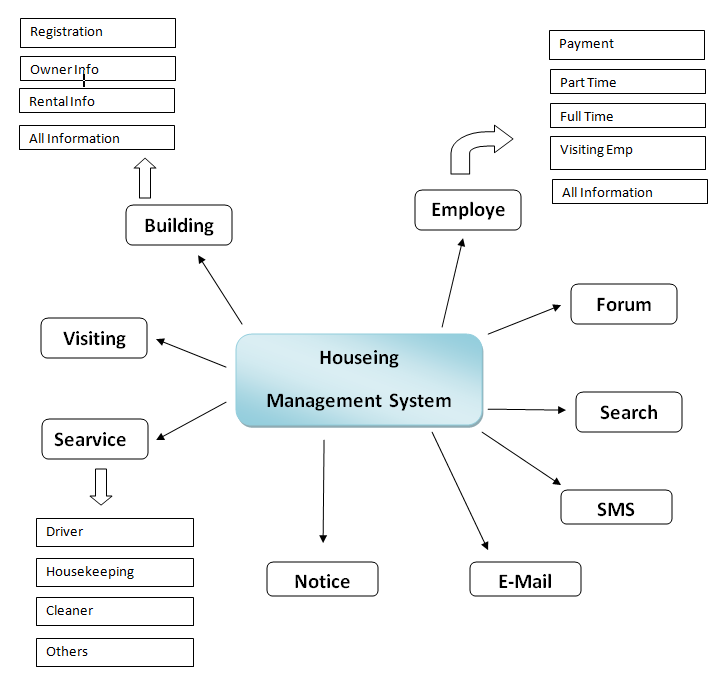 Registration
Owner Info
Rental Info
All Information
Payment
Part Time
Full Time
Visiting Emp
All Information
Building
Employe
Forum
Visiting
Houseing
Management System
Search
Searvice
SMS
Driver
Housekeeping
Cleaner
Others
Notice
E-Mail